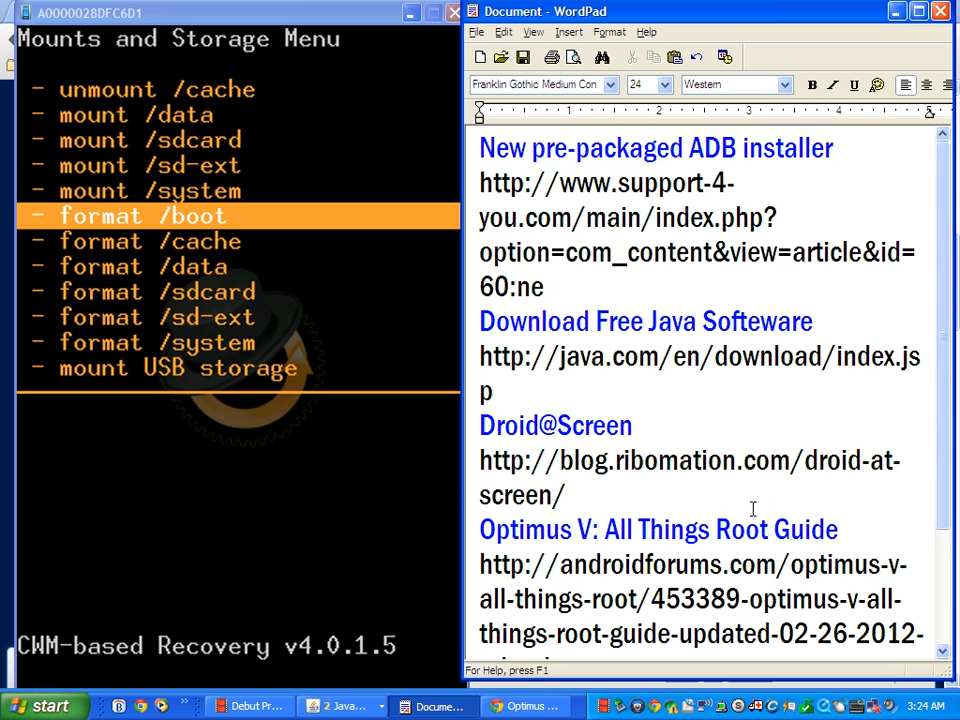 A0000028DFC6D1
Mounts and Storage Menu
- unmount /cache
- mount /data
- mount /sdcard
- mount /sd-ext
- mount /system
- format /boot
- format /cache
- format /data
- format /sdcard
- format /sd-ext
- format /system
- mount USB storage
CWM-based Recovery v4.0.1.5
Document - WordPad
File Edit View Insert Format Help
Franklin Gothic Medium Con 24 Western
B I U
1 2 3 4 5
New pre-packaged ADB installer
http://www.support-4-
you.com/main/index.php?
option=com_content&view=article&id=
60:ne
Download Free Java Softeware
http://java.com/en/download/index.js
p
Droid@Screen
http://blog.ribomation.com/droid-at-
screen/
Optimus V: All Things Root Guide
http://androidforums.com/optimus-v-
all-things-root/453389-optimus-v-all-
things-root-guide-updated-02-26-2012-
For Help, press F1
start Debut Pr... 2 Java... Docume... Optimus ... 3:24 AM